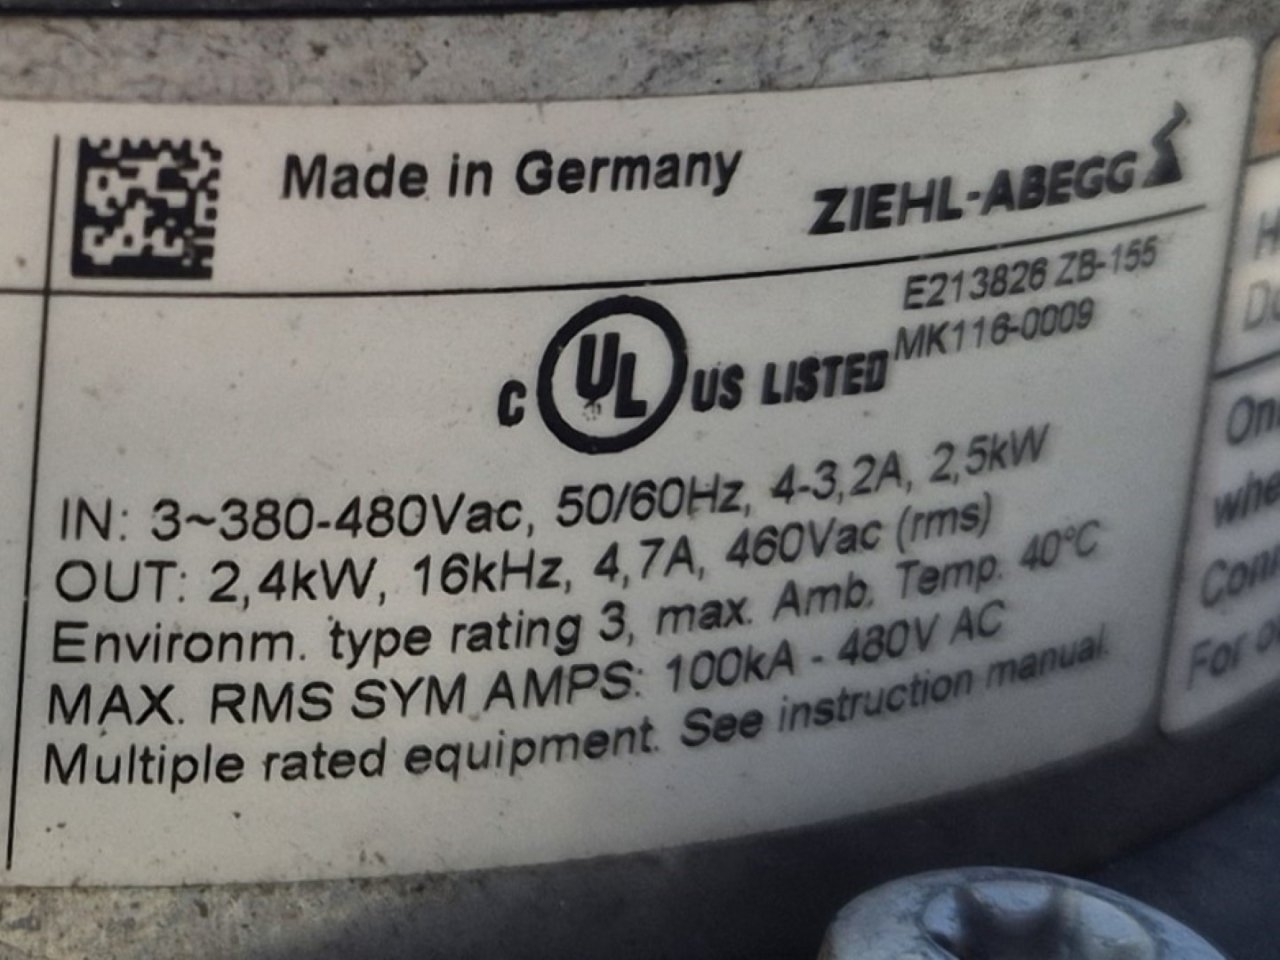 Made in Germany
ZIEHL-ABEGG
E213826 ZB-155
MK116-0009
C UL US LISTED
IN: 3~380-480Vac, 50/60Hz, 4-3,2A, 2,5kW
OUT: 2,4kW, 16kHz, 4,7A, 460Vac (rms)
Environm. type rating 3, max. Amb. Temp. 40°C
MAX. RMS SYM AMPS: 100kA - 480V AC
Multiple rated equipment. See instruction manual.
For